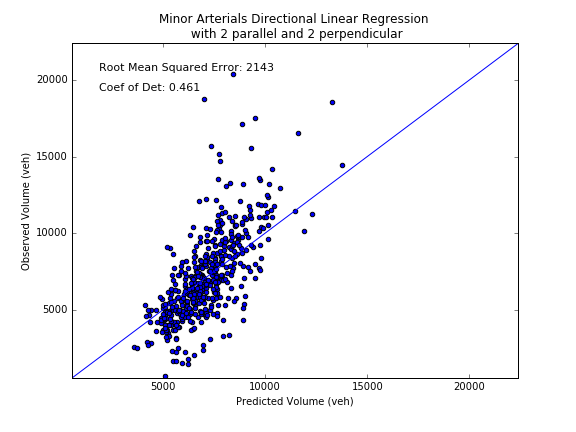 Minor Arterials Directional Linear Regression
with 2 parallel and 2 perpendicular
Root Mean Squared Error: 2143
Coef of Det: 0.461
Observed Volume (veh)
20000
15000
10000
5000
5000 10000 15000 20000
Predicted Volume (veh)